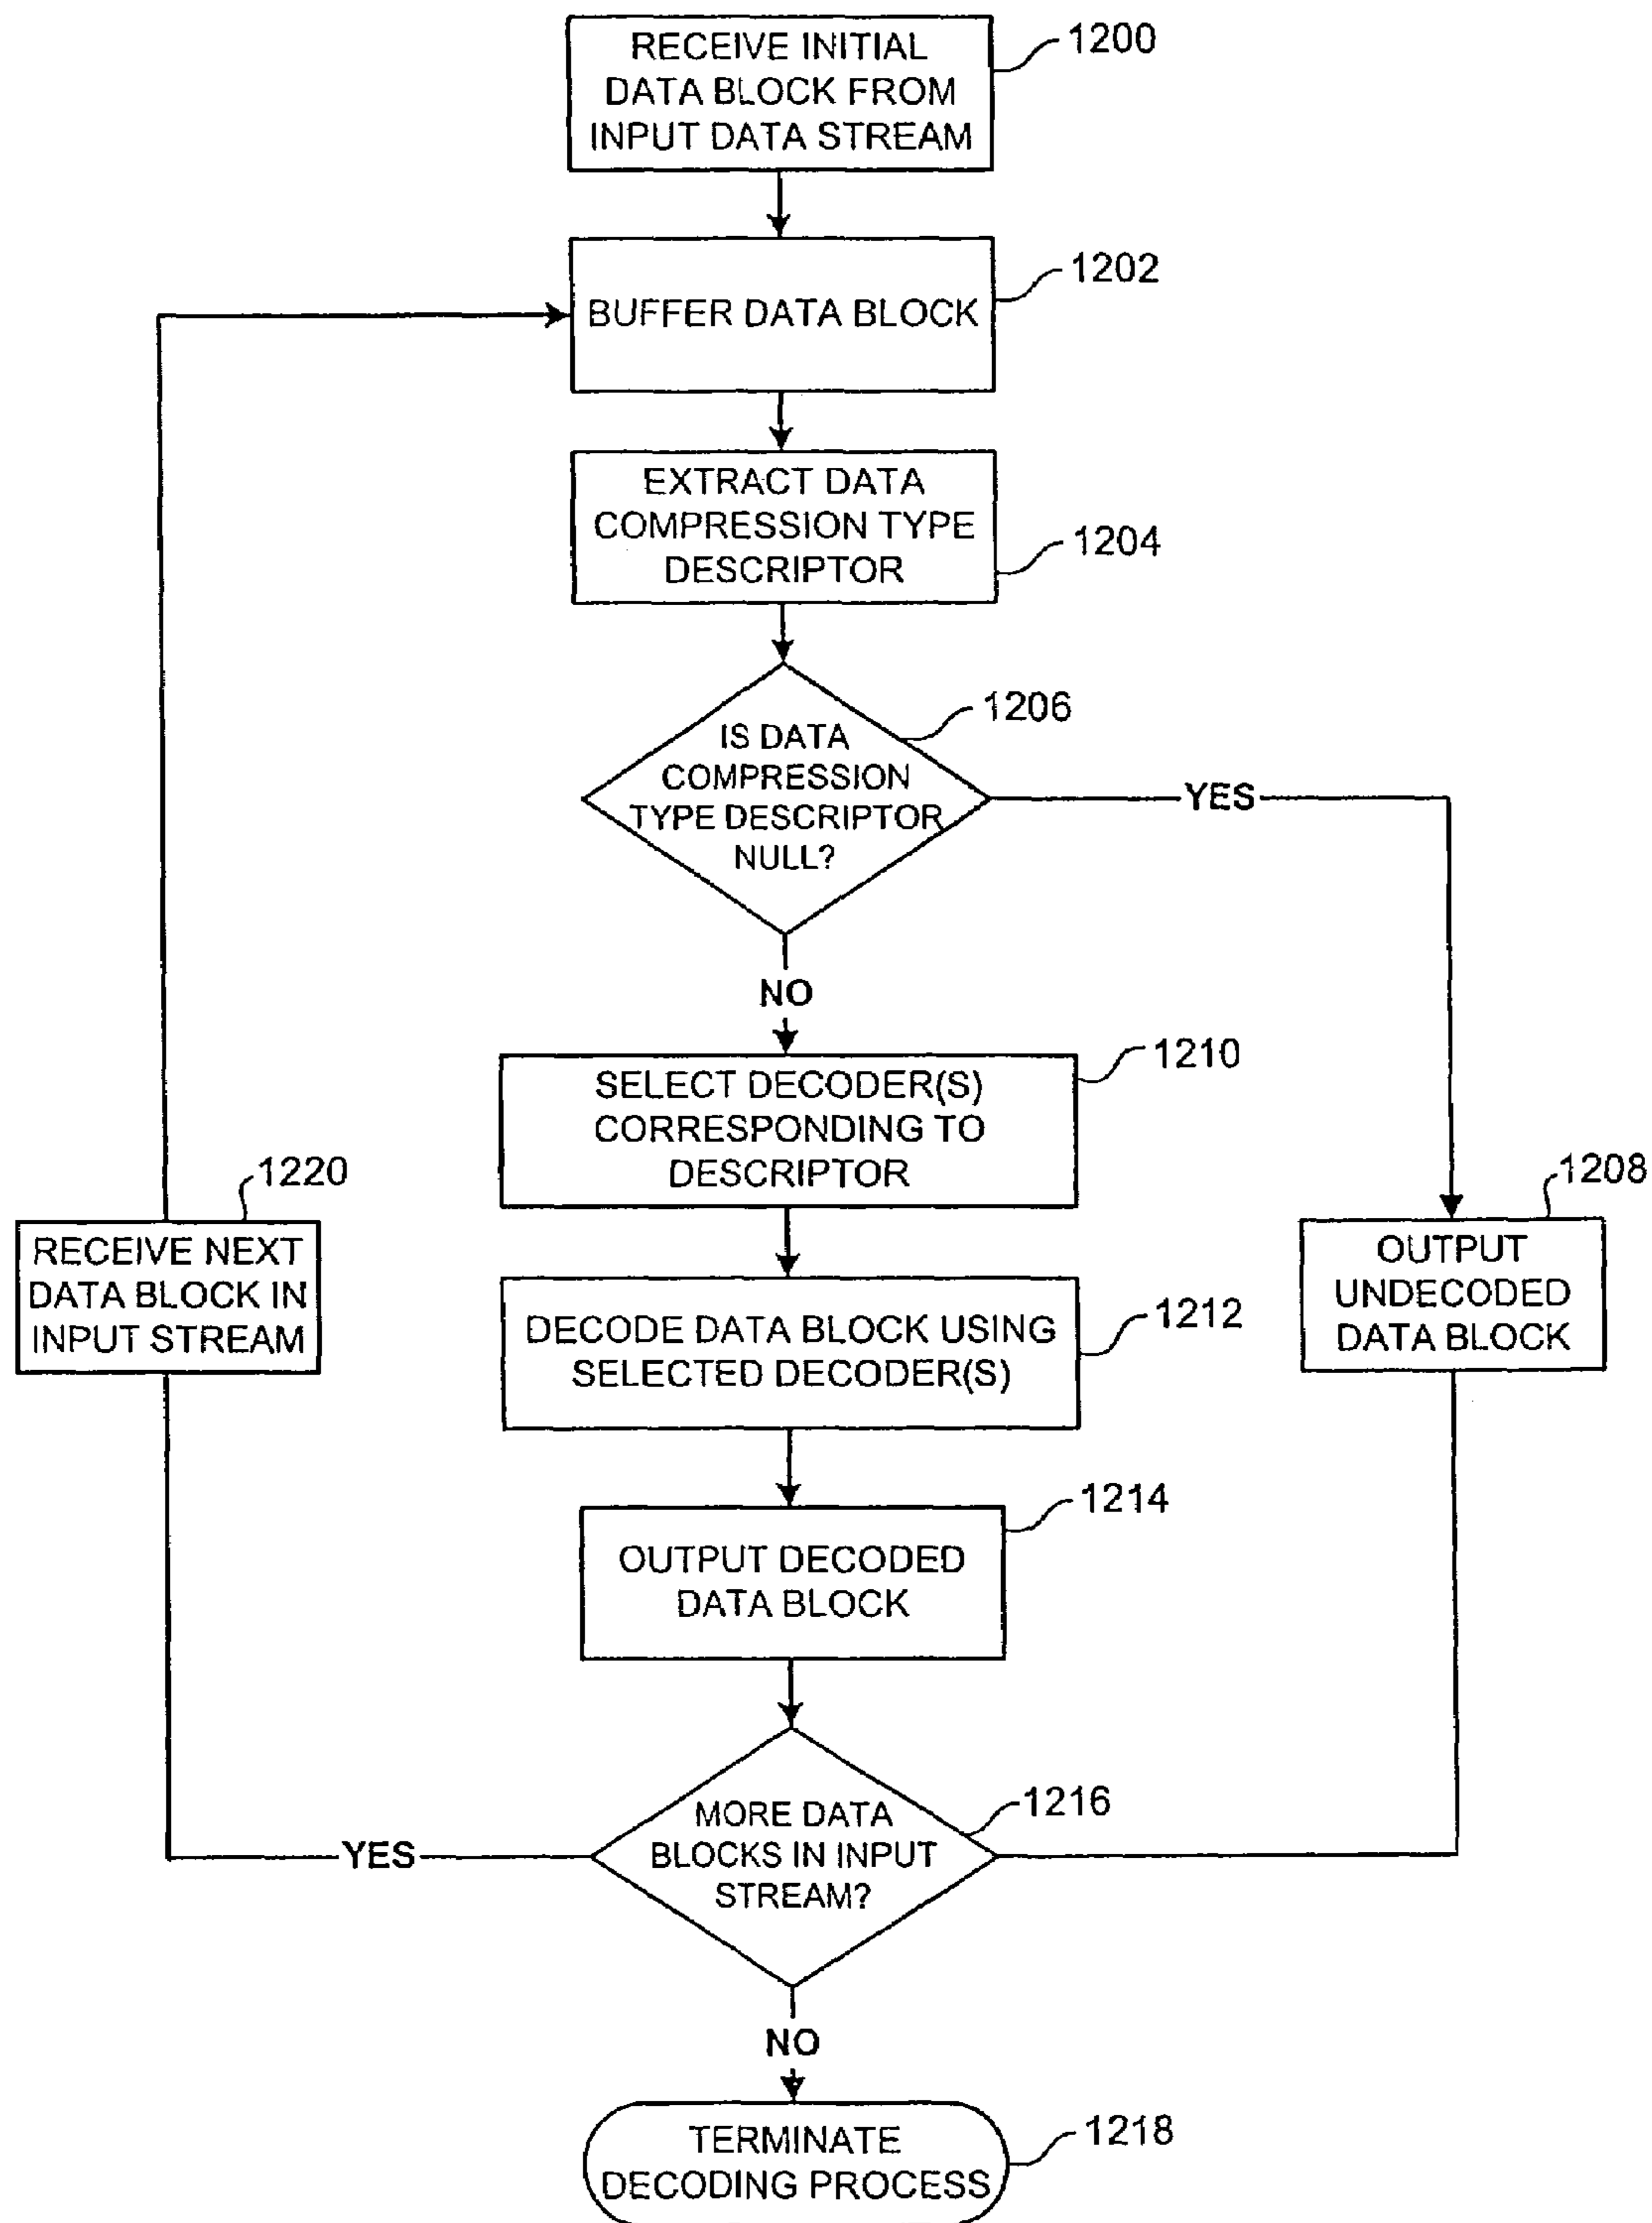 RECEIVE INITIAL
DATA BLOCK FROM
INPUT DATA STREAM
1200
BUFFER DATA BLOCK
1202
EXTRACT DATA
COMPRESSION TYPE
DESCRIPTOR
1204
IS DATA
COMPRESSION
TYPE DESCRIPTOR
NULL?
1206
YES
NO
SELECT DECODER(S)
CORRESPONDING TO
DESCRIPTOR
1210
OUTPUT
UNDECODED
DATA BLOCK
1208
RECEIVE NEXT
DATA BLOCK IN
INPUT STREAM
1220
DECODE DATA BLOCK USING
SELECTED DECODER(S)
1212
OUTPUT DECODED
DATA BLOCK
1214
MORE DATA
BLOCKS IN INPUT
STREAM?
1216
YES
NO
TERMINATE
DECODING PROCESS
1218